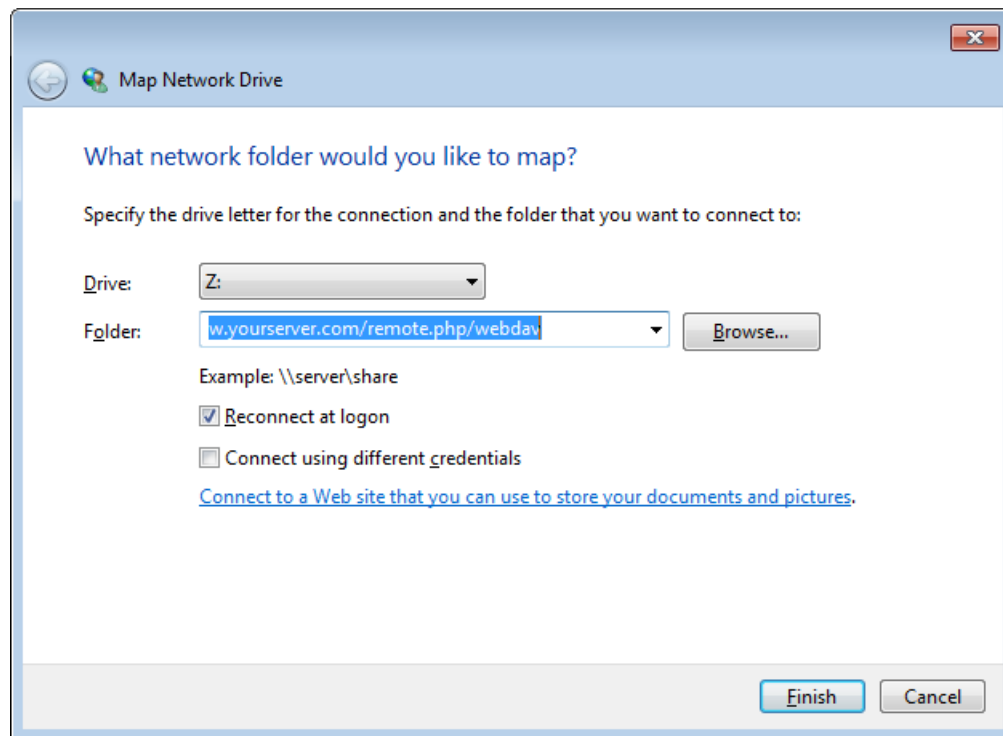 Map Network Drive
What network folder would you like to map?
Specify the drive letter for the connection and the folder that you want to connect to:
Drive: Z:
Folder: w.yourserver.com/remote.php/webdav Browse...
Example: \\server\share
Reconnect at logon
Connect using different credentials
Connect to a Web site that you can use to store your documents and pictures.
Finish Cancel